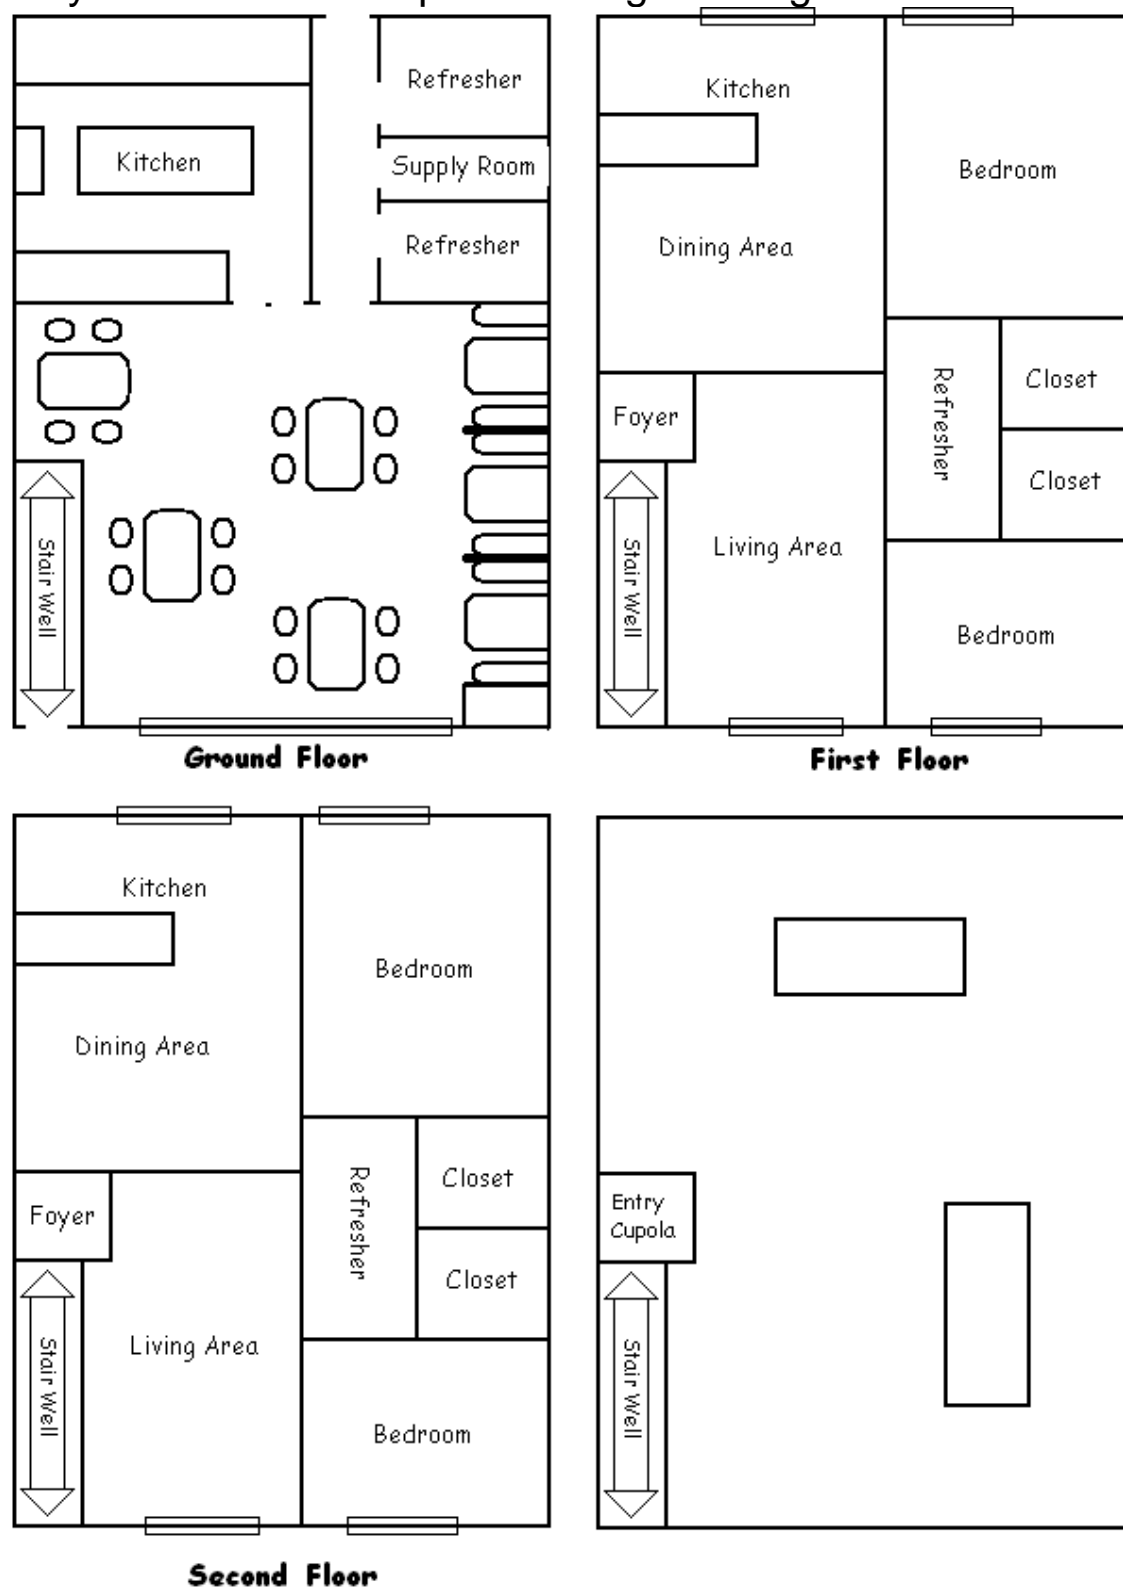 Refresher
Kitchen
Supply Room
Refresher
Stair Well
Ground Floor
Kitchen
Bedroom
Dining Area
Foyer
Refresher
Closet
Closet
Stair Well
Living Area
Bedroom
First Floor
Kitchen
Bedroom
Dining Area
Foyer
Refresher
Closet
Closet
Stair Well
Living Area
Bedroom
Second Floor
Entry
Cupola
Stair Well